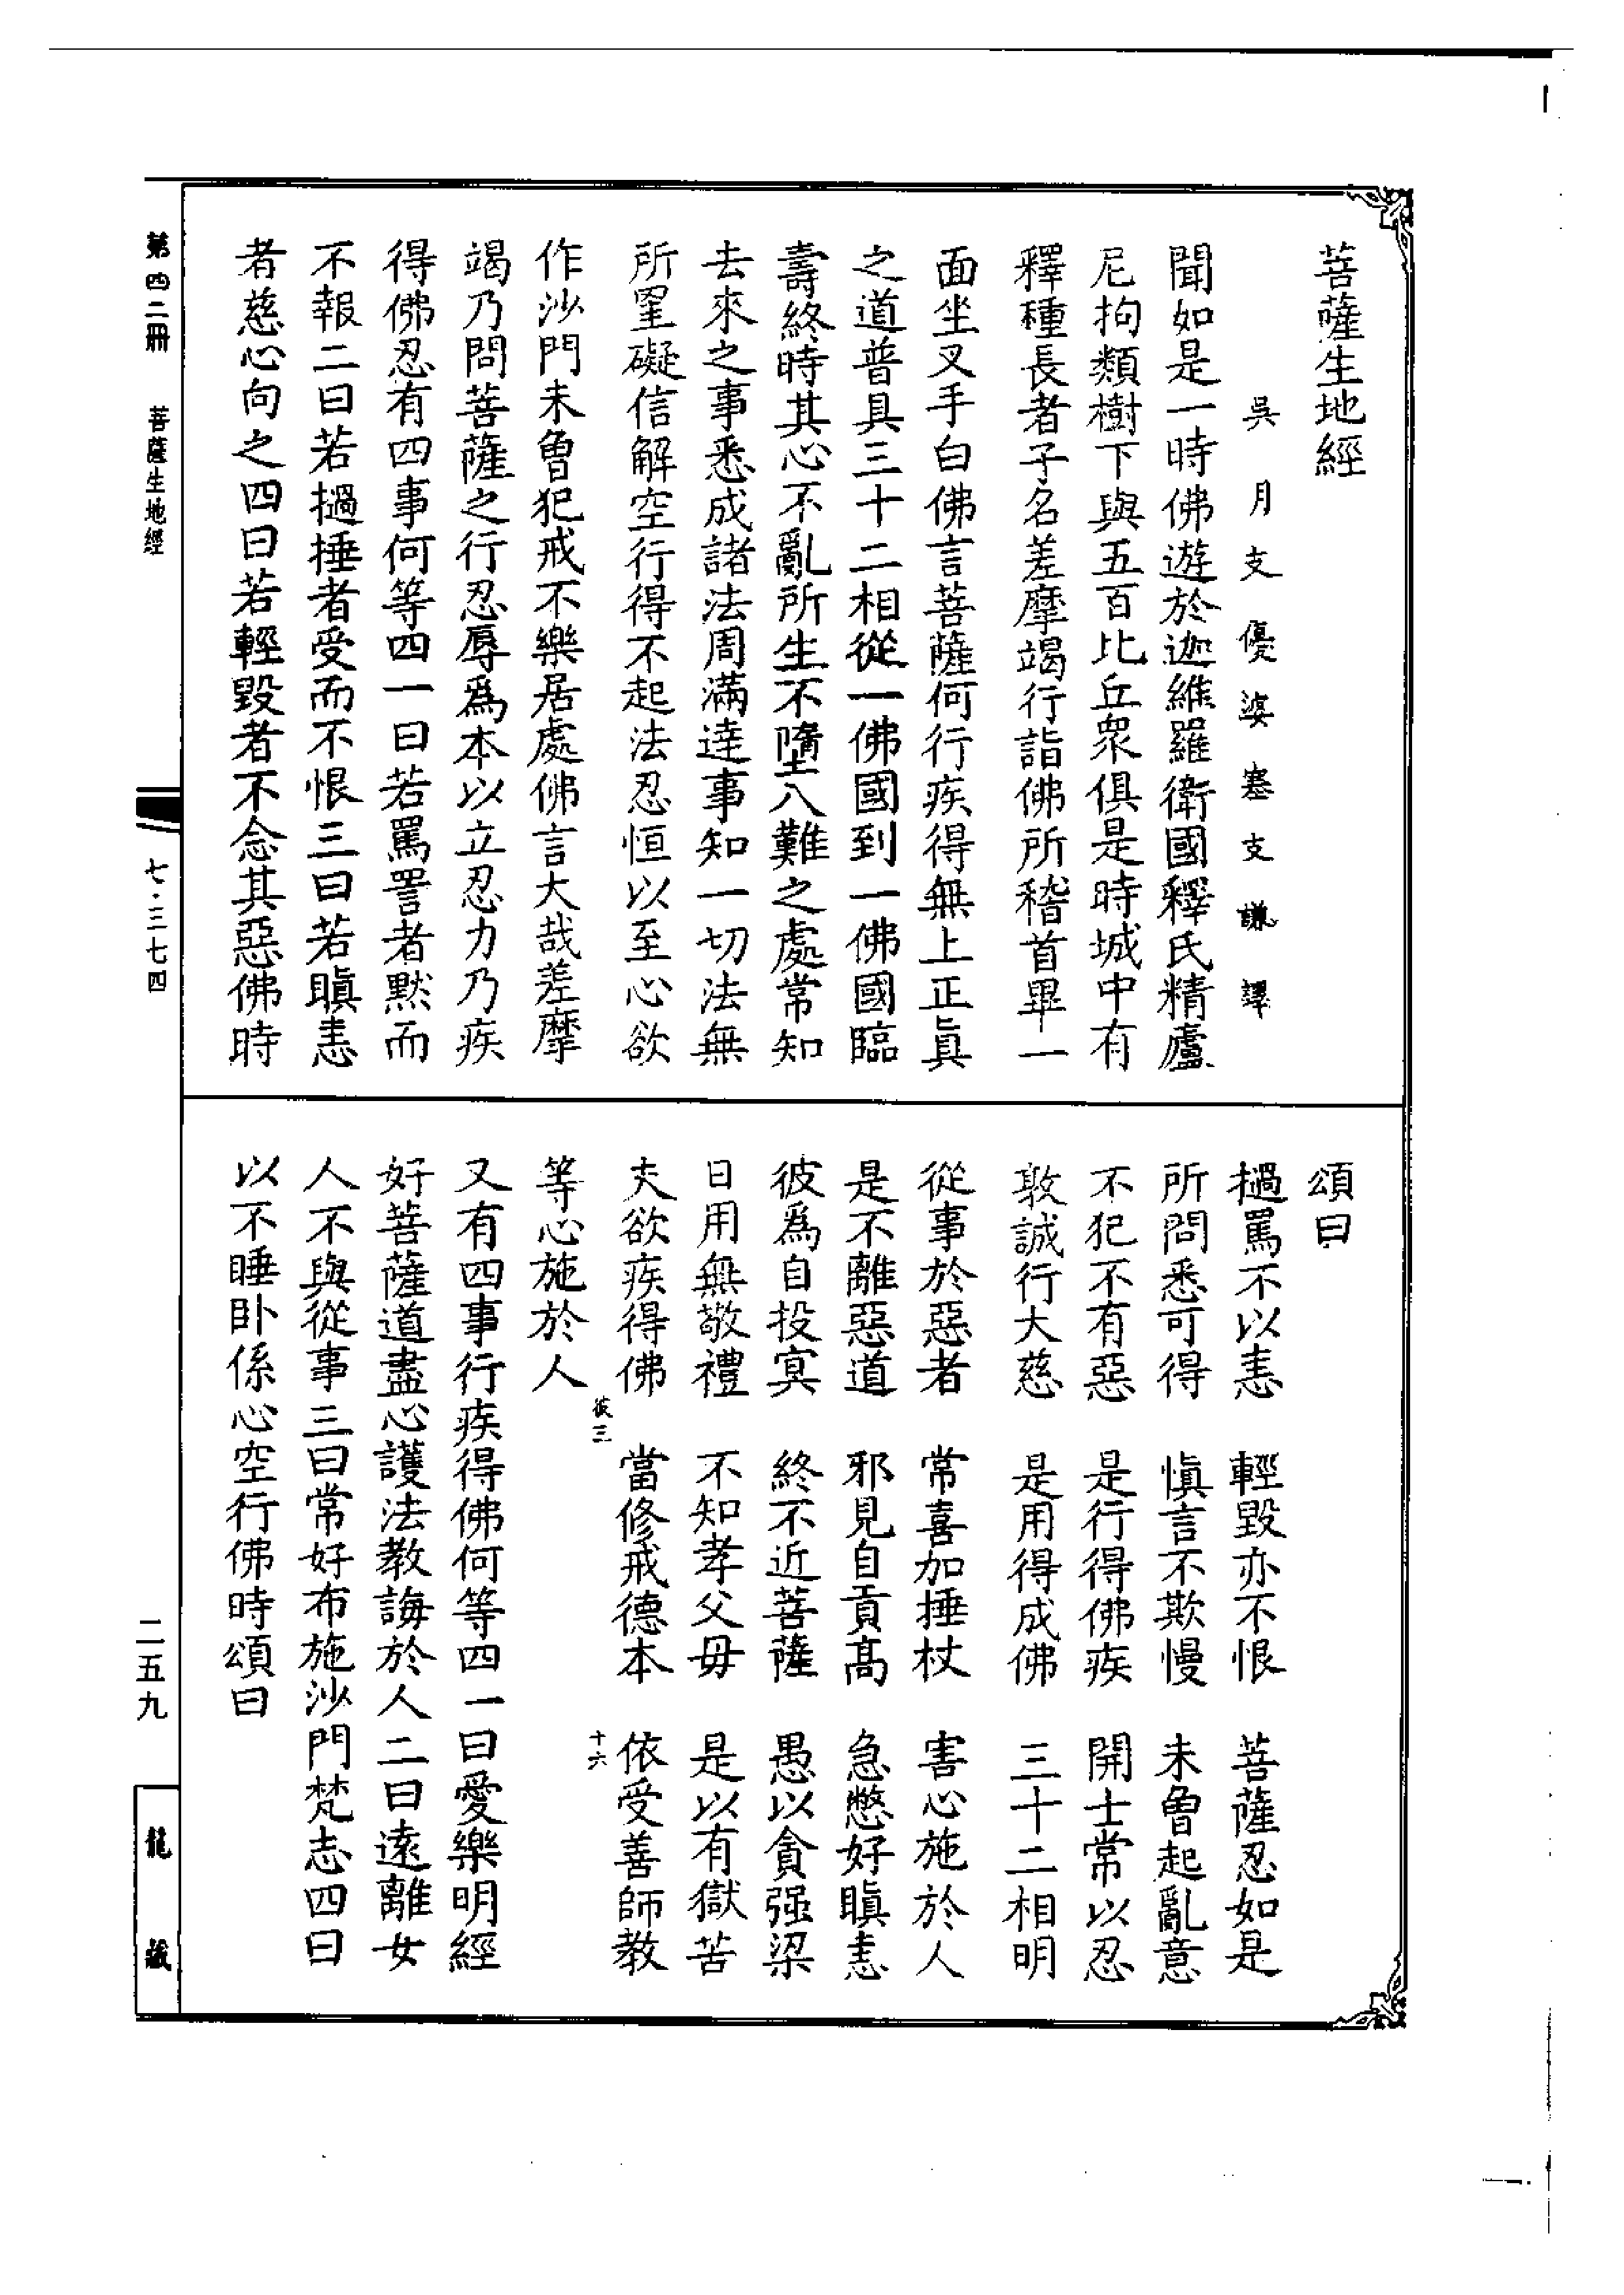 菩薩生地經
吳月支優婆塞支謙譯
聞如是一時佛遊於迦維羅衛國釋氏精廬
尼拘類樹下與五百比丘眾俱是時城中有
釋種長者子名差摩竭行詣佛所稽首畢一
面坐叉手白佛言菩薩何行疾得無上正眞
之道普具三十二相從一佛國到一佛國臨
壽終時其心不亂所生不墮八難之處常知
去來之事悉成諸法周滿達事知一切法無
所罣礙信解空行得不起法忍恒以至心欲
作沙門未曾犯戒不樂居處佛言大哉差摩
竭乃問菩薩之行忍辱爲本以立忍力乃疾
得佛忍有四事何等四一曰若罵詈者默而
不報二曰若撾捶者受而不恨三曰若瞋恚
者慈心向之四曰若輕毀者不念其惡佛時
頌曰
撾罵不以恚　輕毀亦不恨　菩薩忍如是
所問悉可得　愼言不欺慢　未曾起亂意
不犯不有惡　是行得佛疾　開士常以忍
敦誠行大慈　是用得成佛　三十二相明
從事於惡者　常喜加捶杖　害心施於人
是不離惡道　邪見自貢高　急憋好瞋恚
彼爲自投冥　終不近菩薩　愚以貪强梁
日用無敬禮　不知孝父母　是以有獄苦
夫欲疾得佛　當修戒德本　依受善師教
彼三　十六
等心施於人
又有四事行疾得佛何等四一曰愛樂明經
好菩薩道盡心護法教誨於人二曰遠離女
人不與從事三曰常好布施沙門梵志四曰
以不睡卧係心空行佛時頌曰
第四二冊　菩薩生地經　七·三七四　二五九　龍藏